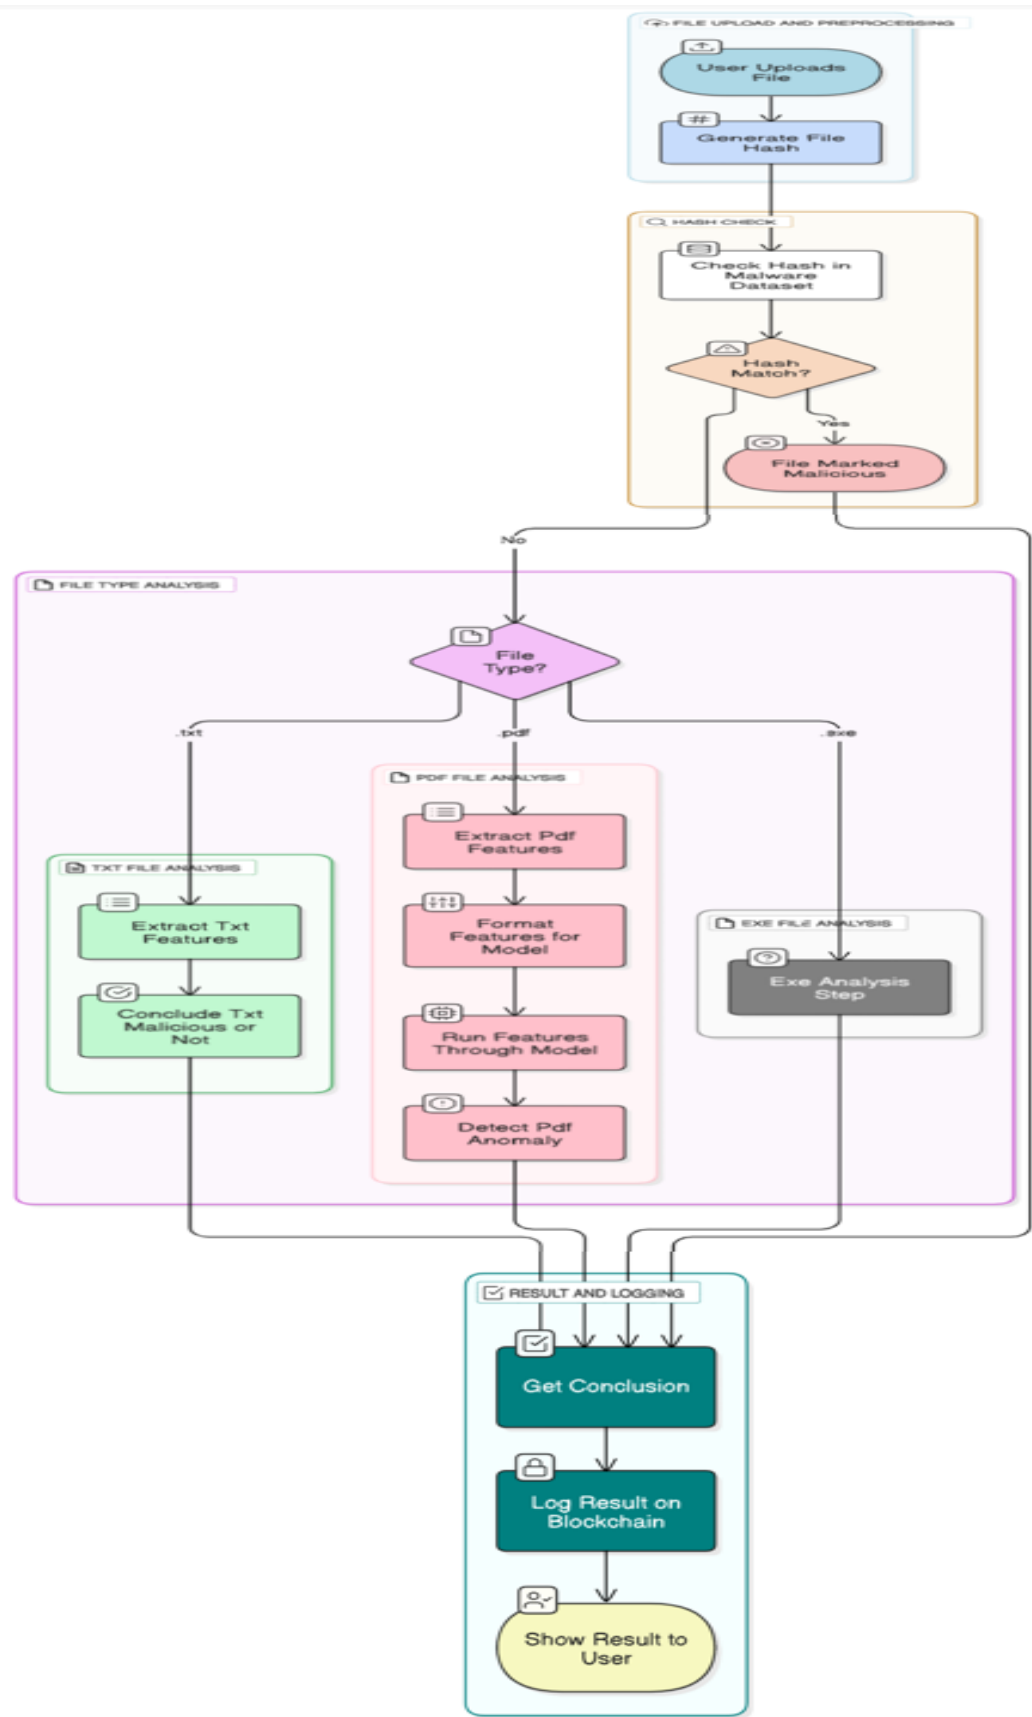 FILE UPLOAD AND PREPROCESSING
User Uploads
File
#
Generate File
Hash
HASH CHECK
Check Hash in
Malware
Dataset
Hash
Match?
Yes
File Marked
Malicious
No
FILE TYPE ANALYSIS
File
Type?
.txt
.pdf
.exe
PDF FILE ANALYSIS
Extract Pdf
Features
TXT FILE ANALYSIS
Extract Txt
Features
Format
Features for
Model
EXE FILE ANALYSIS
Exe Analysis
Step
Conclude Txt
Malicious or
Not
Run Features
Through Model
Detect Pdf
Anomaly
RESULT AND LOGGING
Get Conclusion
Log Result on
Blockchain
Show Result to
User